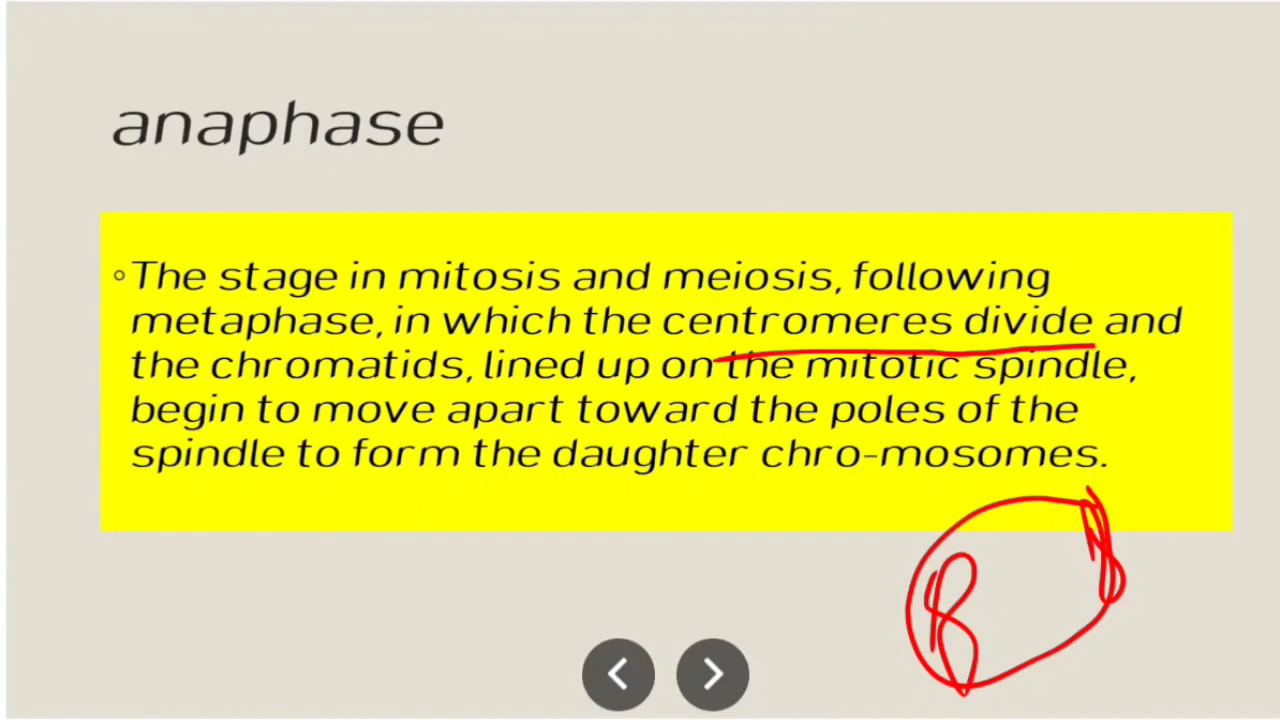 anaphase
The stage in mitosis and meiosis, following
metaphase, in which the centromeres divide and
the chromatids, lined up on the mitotic spindle,
begin to move apart toward the poles of the
spindle to form the daughter chro-mosomes.